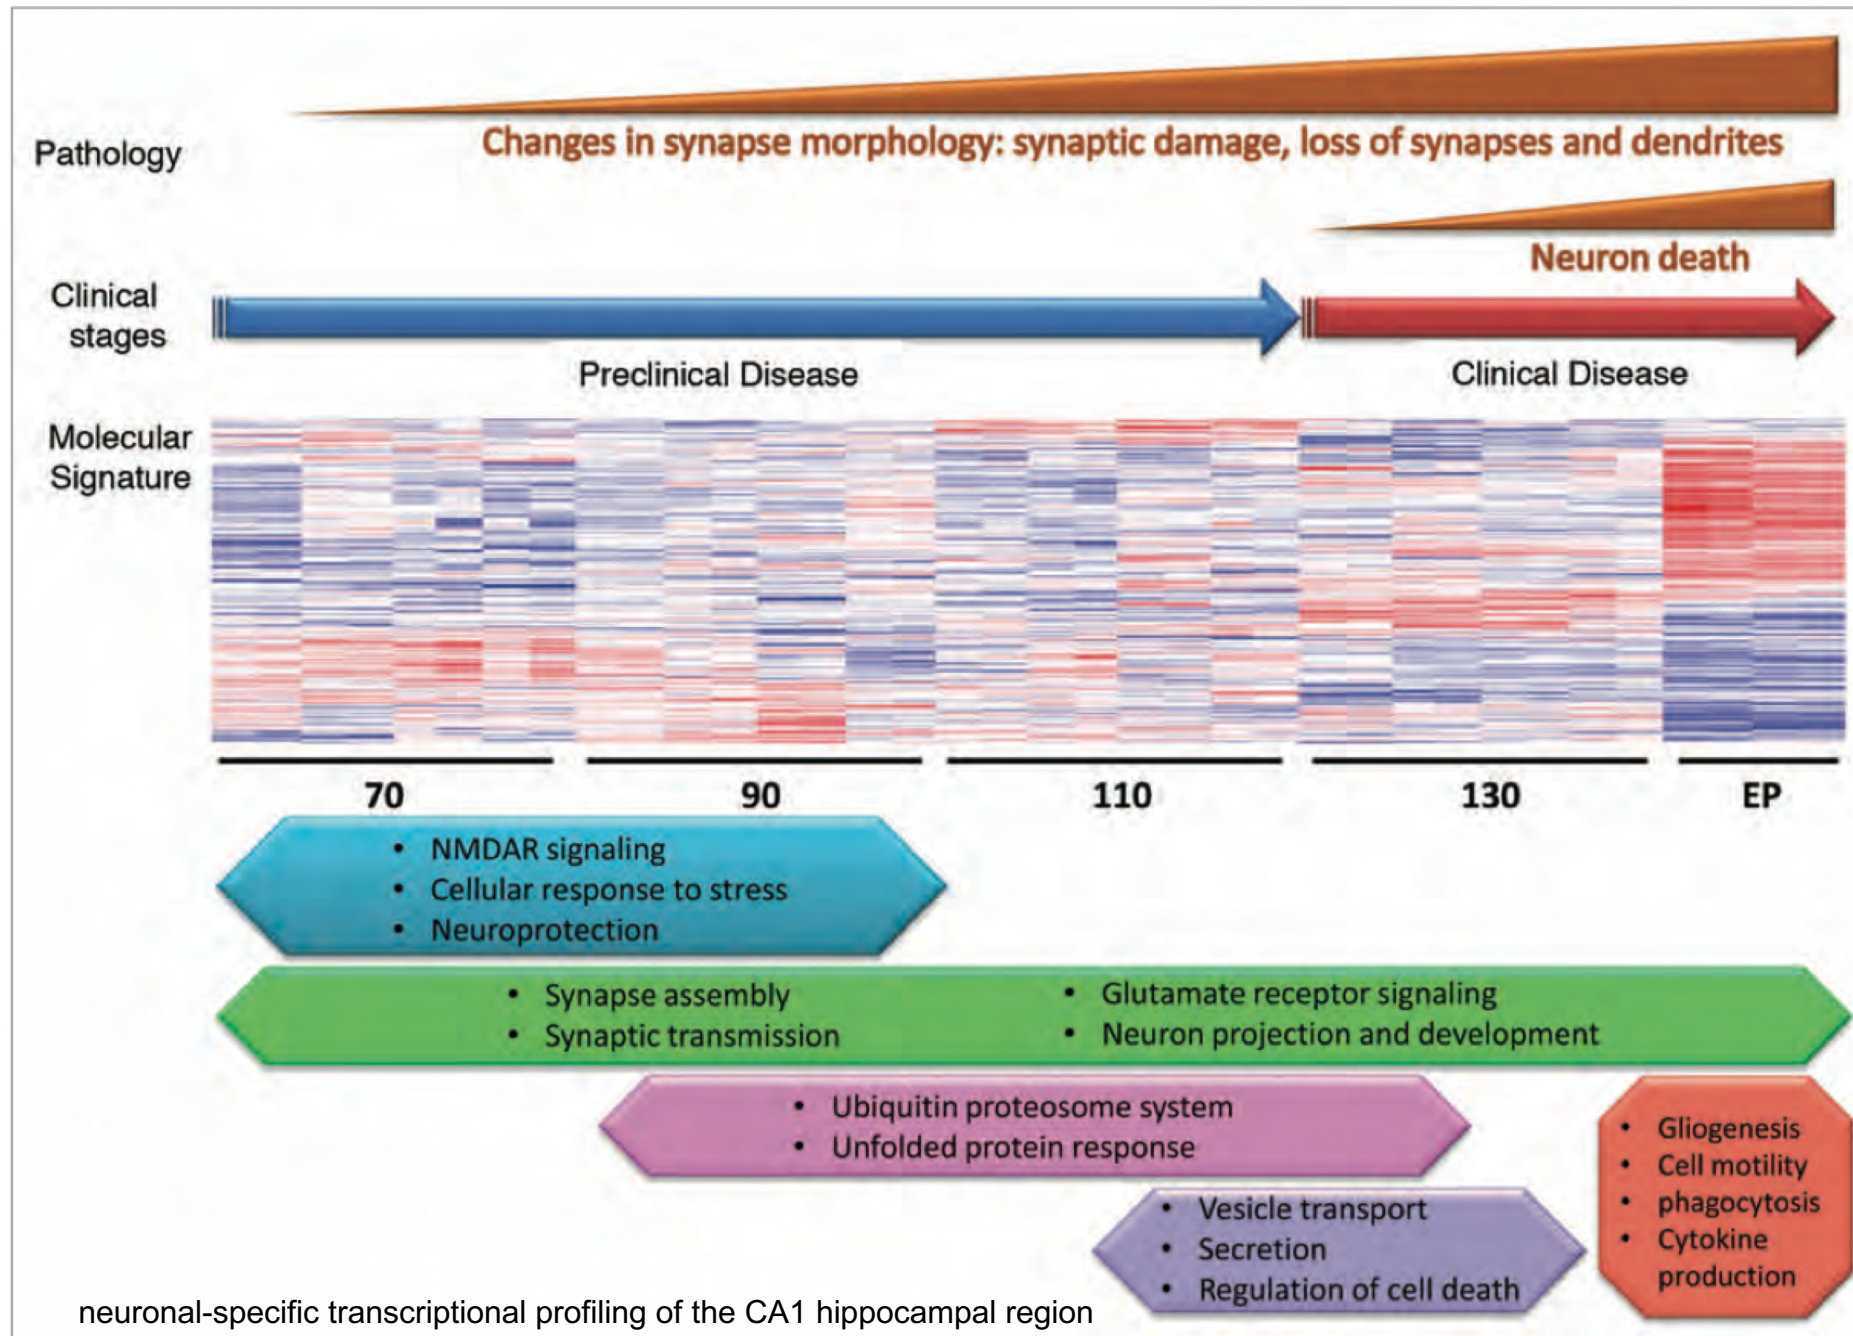 Pathology
Changes in synapse morphology: synaptic damage, loss of synapses and dendrites
Neuron death
Clinical
stages
Preclinical Disease
Clinical Disease
Molecular
Signature
70
90
110
130
EP
• NMDAR signaling
• Cellular response to stress
• Neuroprotection
• Synapse assembly
• Synaptic transmission
• Glutamate receptor signaling
• Neuron projection and development
• Ubiquitin proteosome system
• Unfolded protein response
• Vesicle transport
• Secretion
• Regulation of cell death
• Gliogenesis
• Cell motility
• phagocytosis
• Cytokine
production
neuronal-specific transcriptional profiling of the CA1 hippocampal region